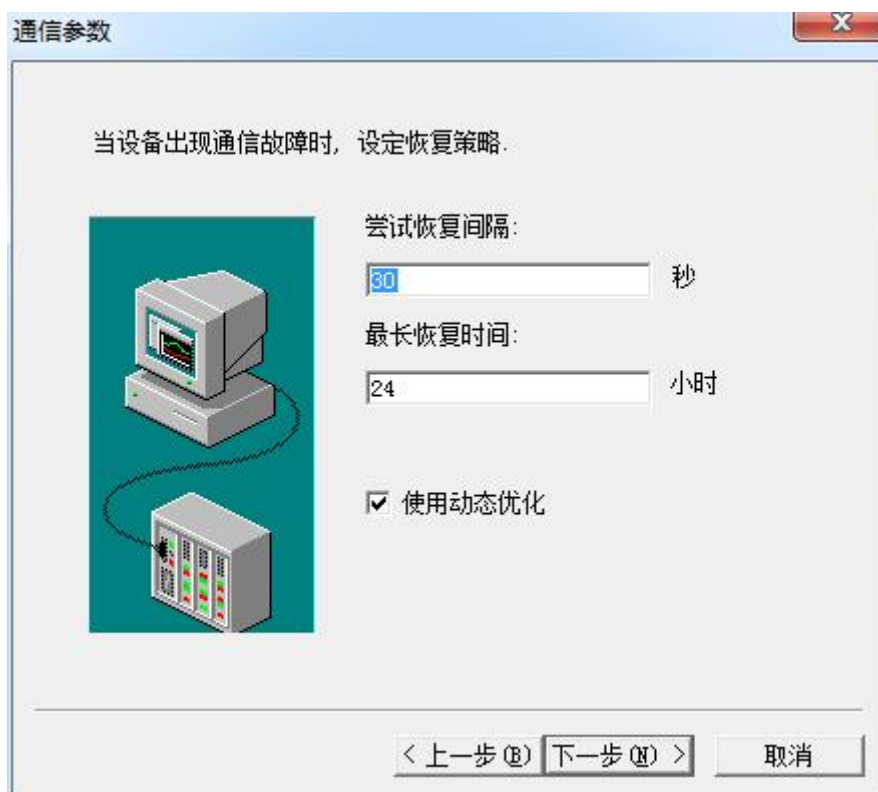 通信参数
当设备出现通信故障时, 设定恢复策略.
尝试恢复间隔:
30 秒
最长恢复时间:
24 小时
使用动态优化
< 上一步(B) 下一步(N) > 取消